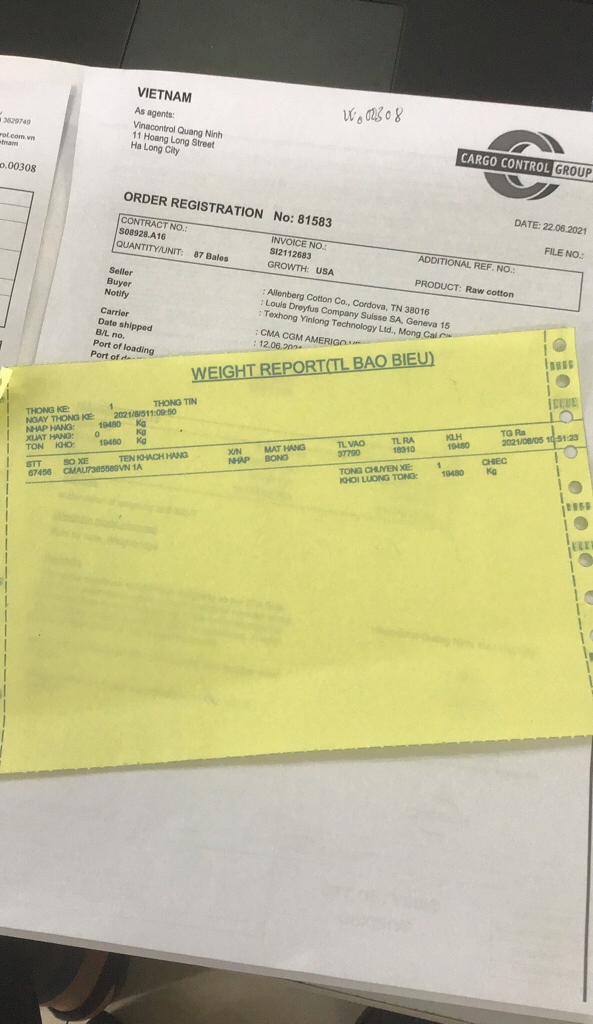 3629749
rol.com.vn
tnam
o.00308
VIETNAM
As agents:
Vinacontrol Quang Ninh
11 Hoang Long Street
Ha Long City
CARGO CONTROL GROUP
ORDER REGISTRATION No: 81583
DATE: 22.06.2021
CONTRACT NO.:
S08928.A16
INVOICE NO.:
SI2112683
ADDITIONAL REF. NO.:
FILE NO.:
QUANTITY/UNIT: 87 Bales
GROWTH: USA
PRODUCT: Raw cotton
Seller : Allenberg Cotton Co., Cordova, TN 38016
Buyer : Louis Dreyfus Company Suisse SA, Geneva 15
Notify : Texhong Yinlong Technology Ltd., Mong Cai
Carrier : CMA CGM AMERIGO
Date shipped : 12.06.202
B/L no.
Port of loading
Port of
WEIGHT REPORT(TL BAO BIEU)
THONG KE: 1 THONG TIN
NGAY THONG KE: 2021/8/511:09:50
NHAP HANG: 19480 Kg
XUAT HANG: 0 Kg
TON KHO: 19480 Kg
STT SO XE TEN KHACH HANG X/N MAT HANG TL VAO TL RA KLH TG Ra
67456 CMAU7385589VN 1A NHAP BONG 37790 18310 19480 2021/08/05 10:51:23
TONG CHUYEN XE: 1 CHIEC
KHOI LUONG TONG: 19480 Kg